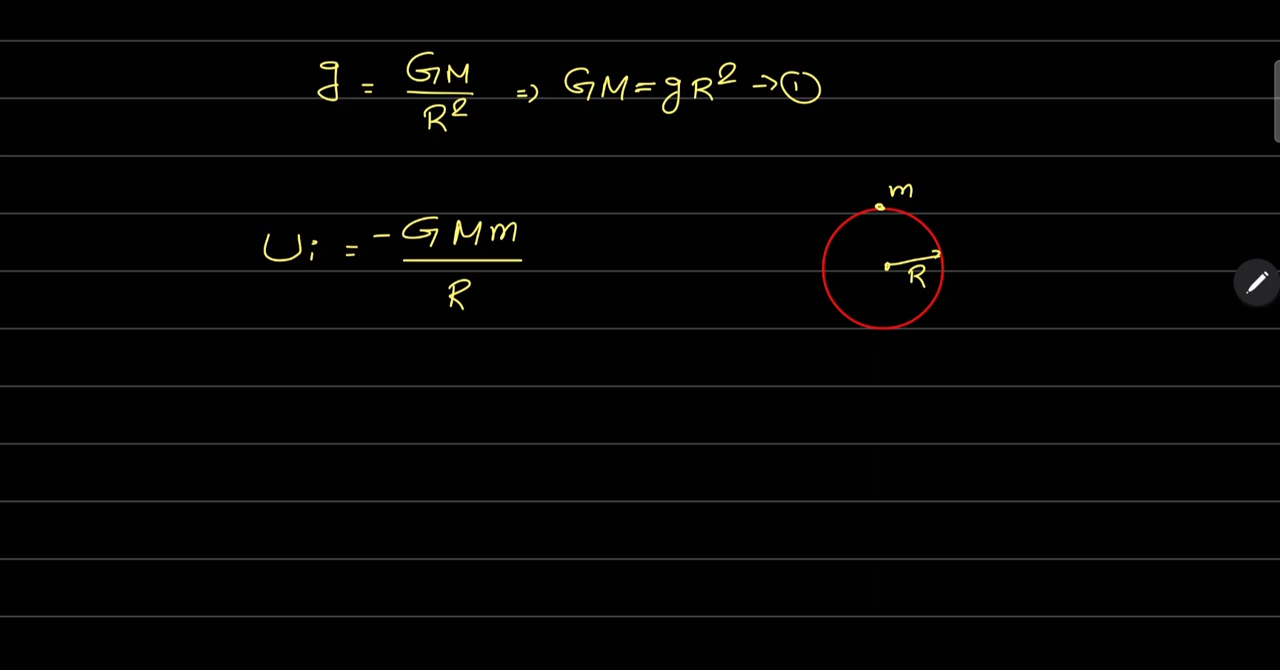 g = GM/R² => GM = gR² -> ①
m
Ui = -GMm/R
R